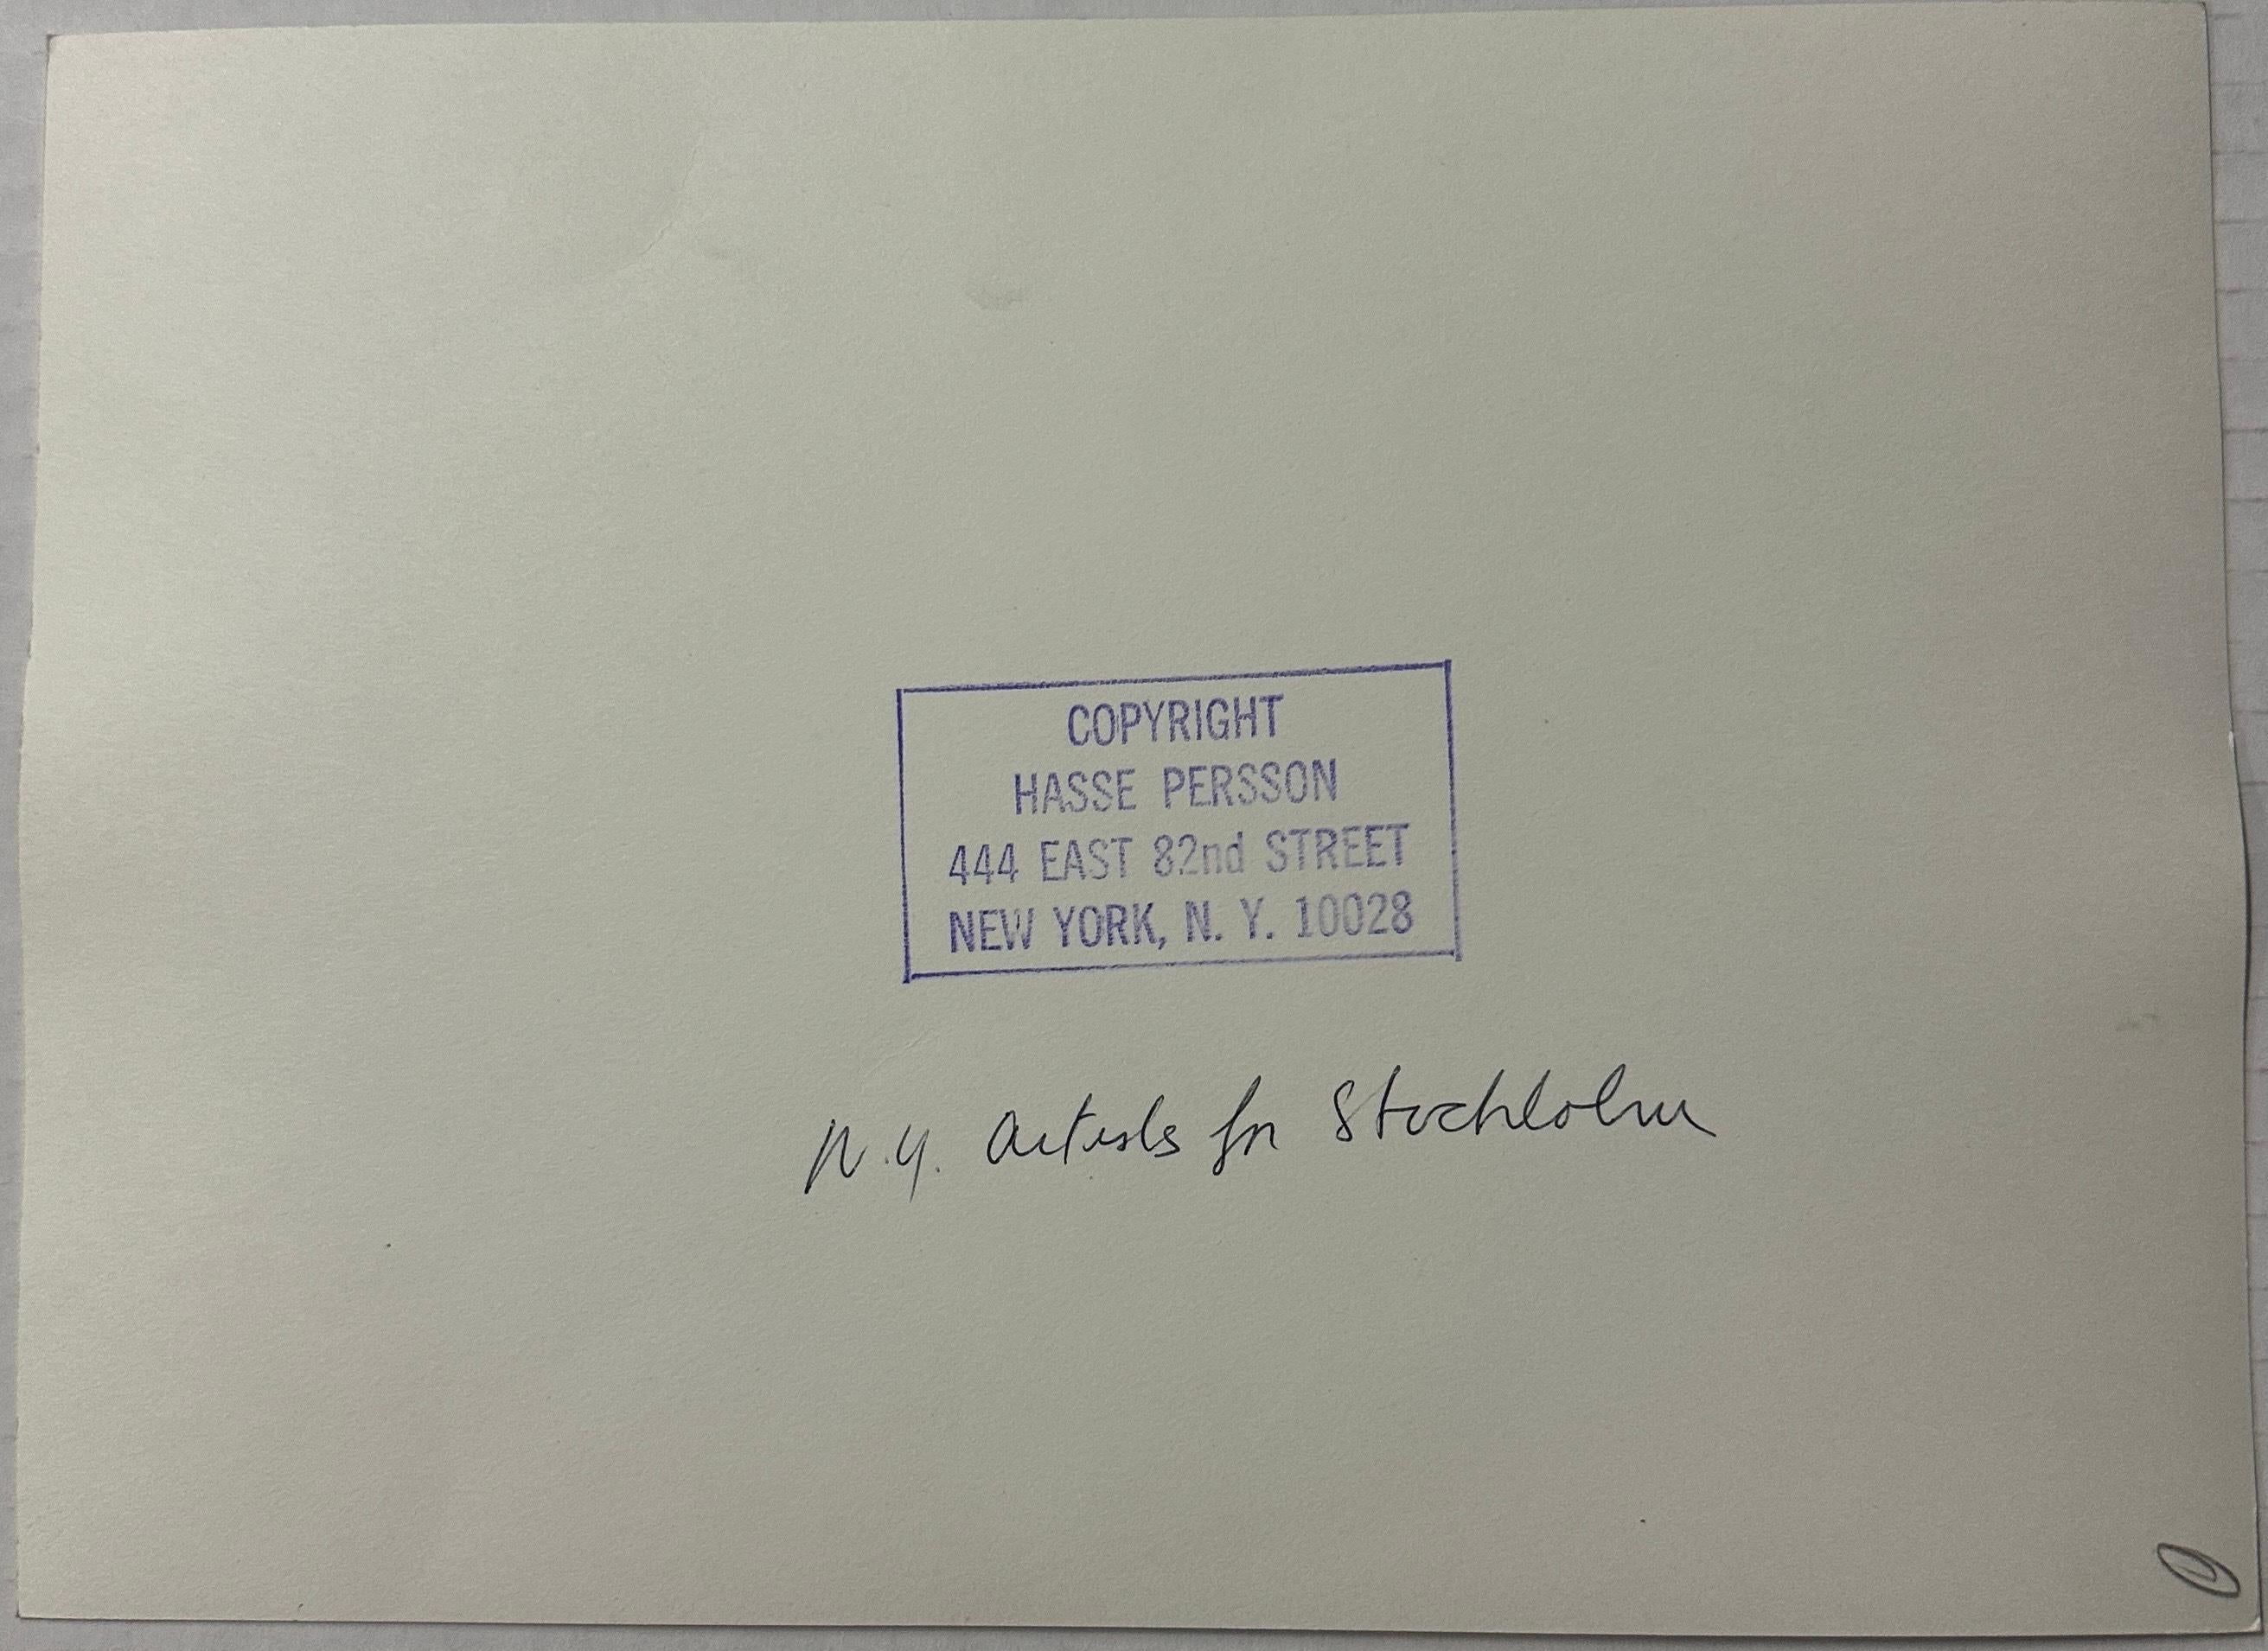 COPYRIGHT
HASSE PERSSON
444 EAST 82nd STREET
NEW YORK, N. Y. 10028
N.Y. Artists for Stockholm